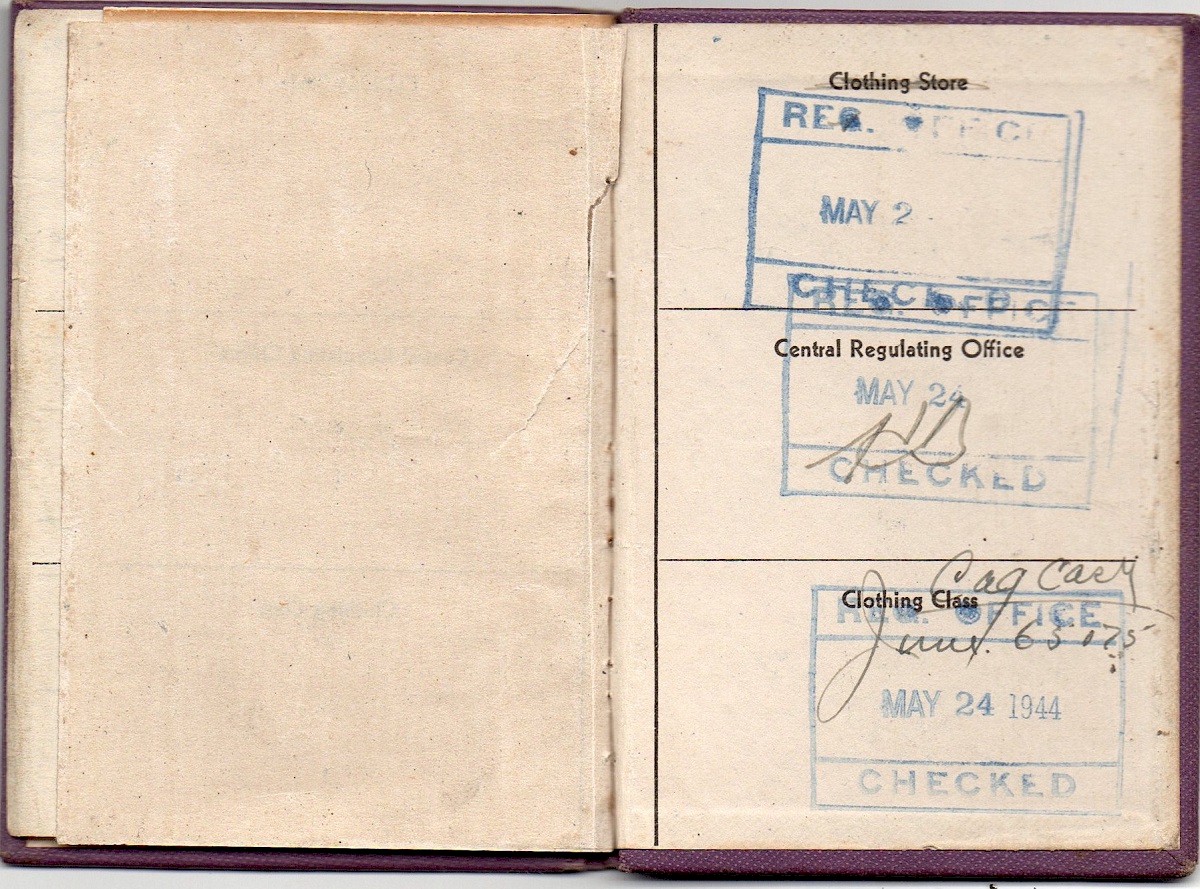 Clothing Store
REG. OFFICE
MAY 2
CHECKED
REG. OFFICE
Central Regulating Office
MAY 24
CHECKED
Clothing Class
REG. OFFICE
65075
MAY 24 1944
CHECKED